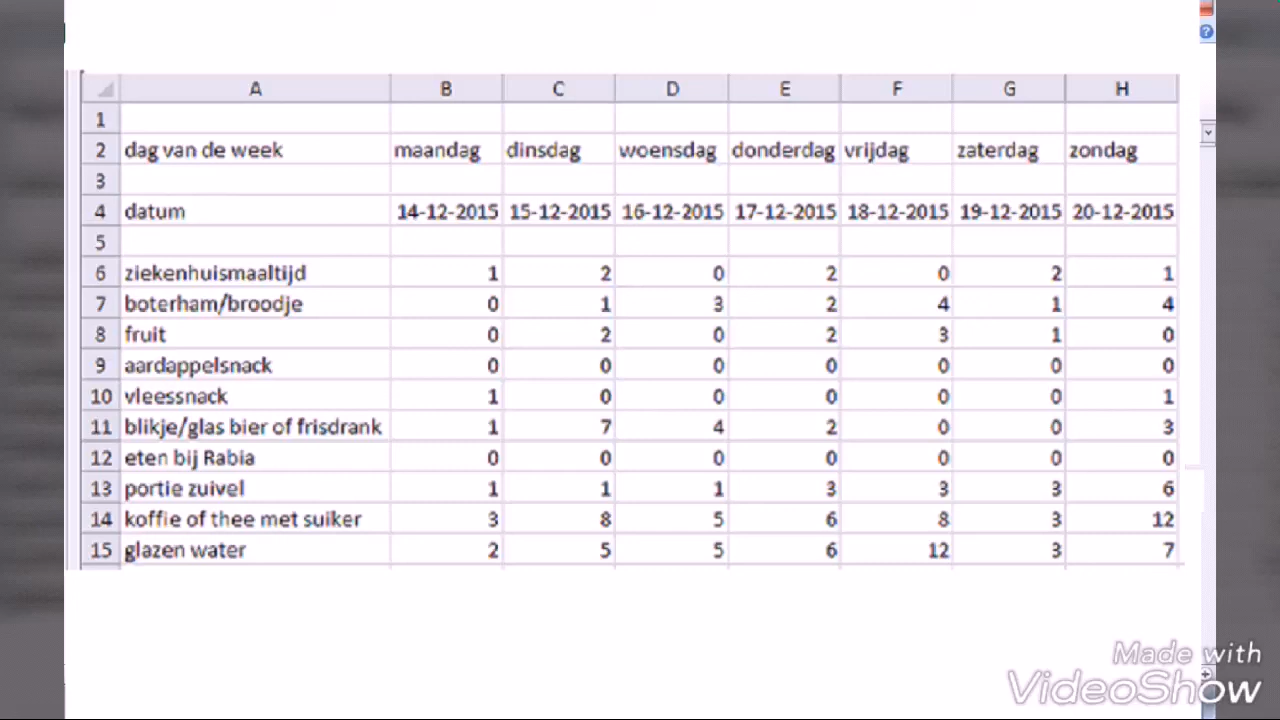 A B C D E F G H
1
2 dag van de week maandag dinsdag woensdag donderdag vrijdag zaterdag zondag
3
4 datum 14-12-2015 15-12-2015 16-12-2015 17-12-2015 18-12-2015 19-12-2015 20-12-2015
5
6 ziekenhuismaaltijd 1 2 0 2 0 2 1
7 boterham/broodje 0 1 3 2 4 1 4
8 fruit 0 2 0 2 3 1 0
9 aardappelsnack 0 0 0 0 0 0 0
10 vleessnack 1 0 0 0 0 0 1
11 blikje/glas bier of frisdrank 1 7 4 2 0 0 3
12 eten bij Rabia 0 0 0 0 0 0 0
13 portie zuivel 1 1 1 3 3 3 6
14 koffie of thee met suiker 3 8 5 6 8 3 12
15 glazen water 2 5 5 6 12 3 7
Made with
VideoShow